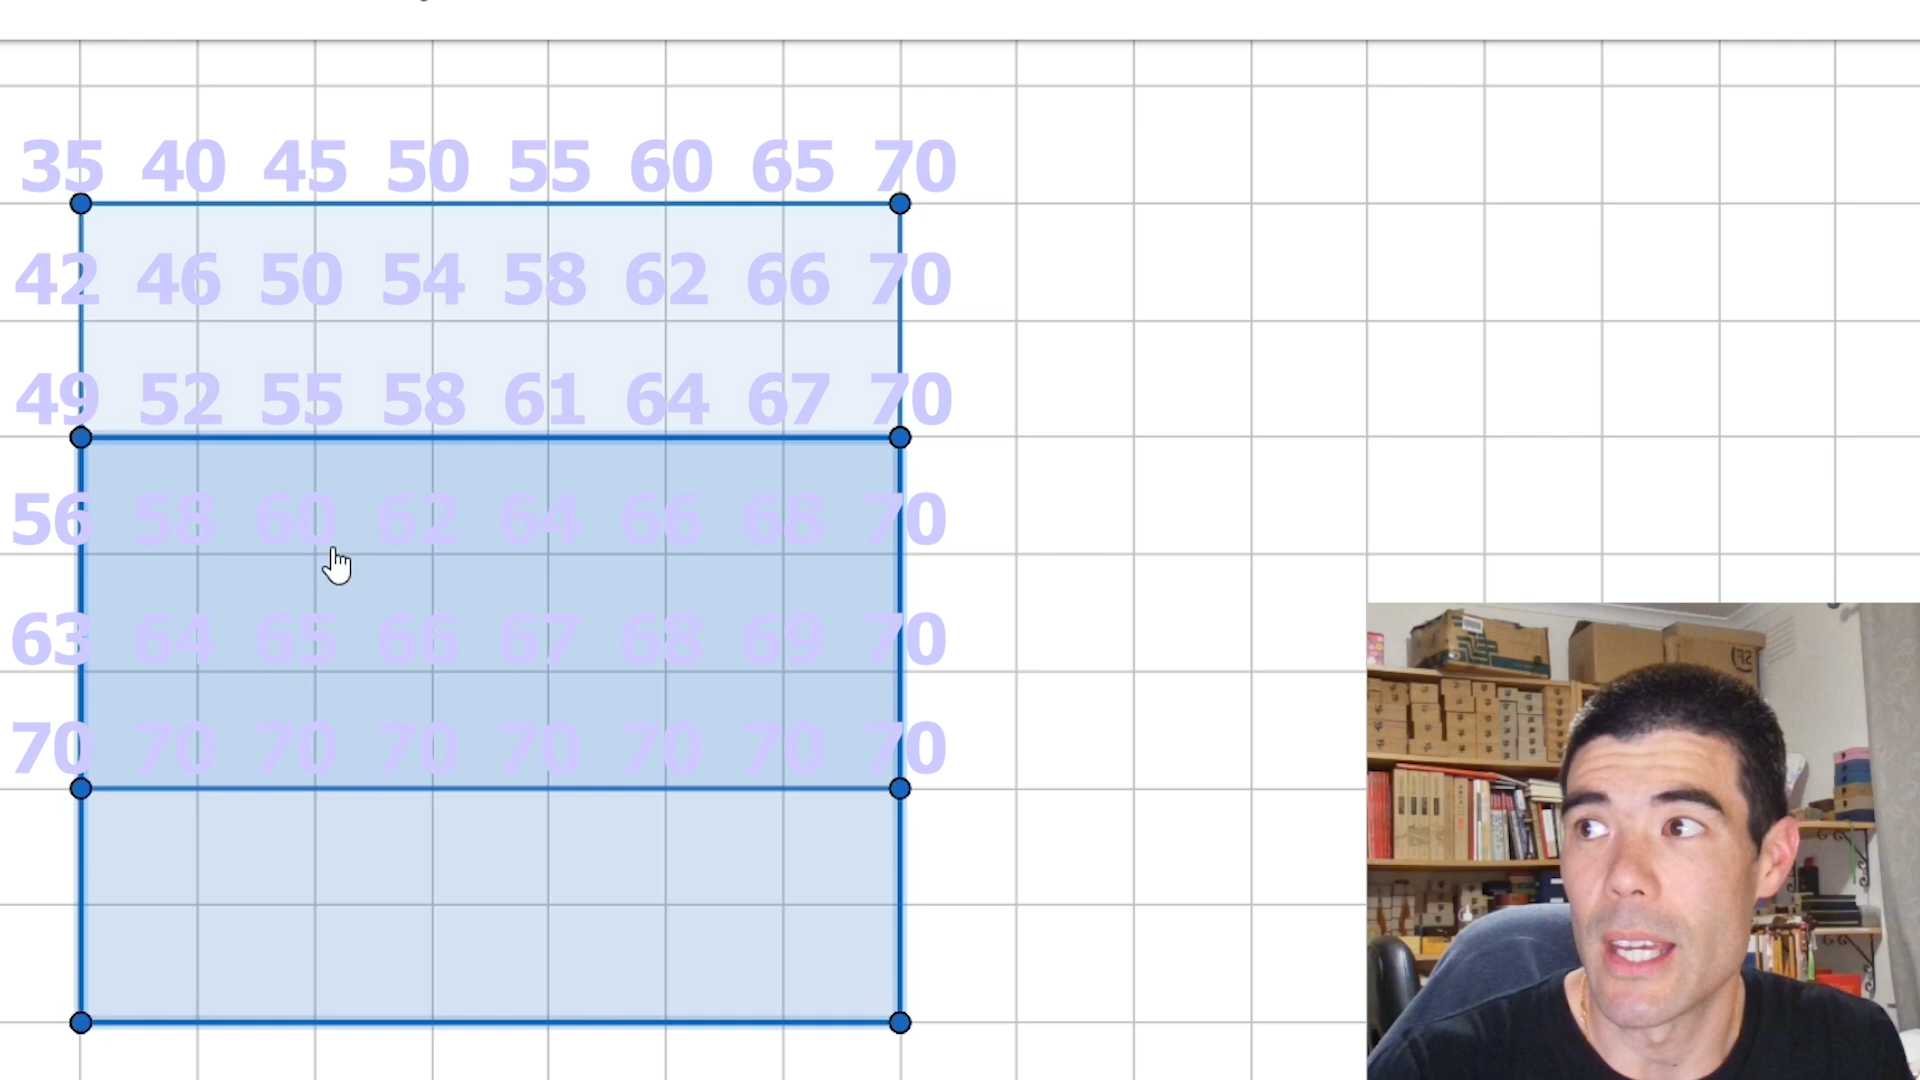 35 40 45 50 55 60 65 70
42 46 50 54 58 62 66 70
49 52 55 58 61 64 67 70
56 58 60 62 64 66 68 70
63 64 65 66 67 68 69 70
70 70 70 70 70 70 70 70